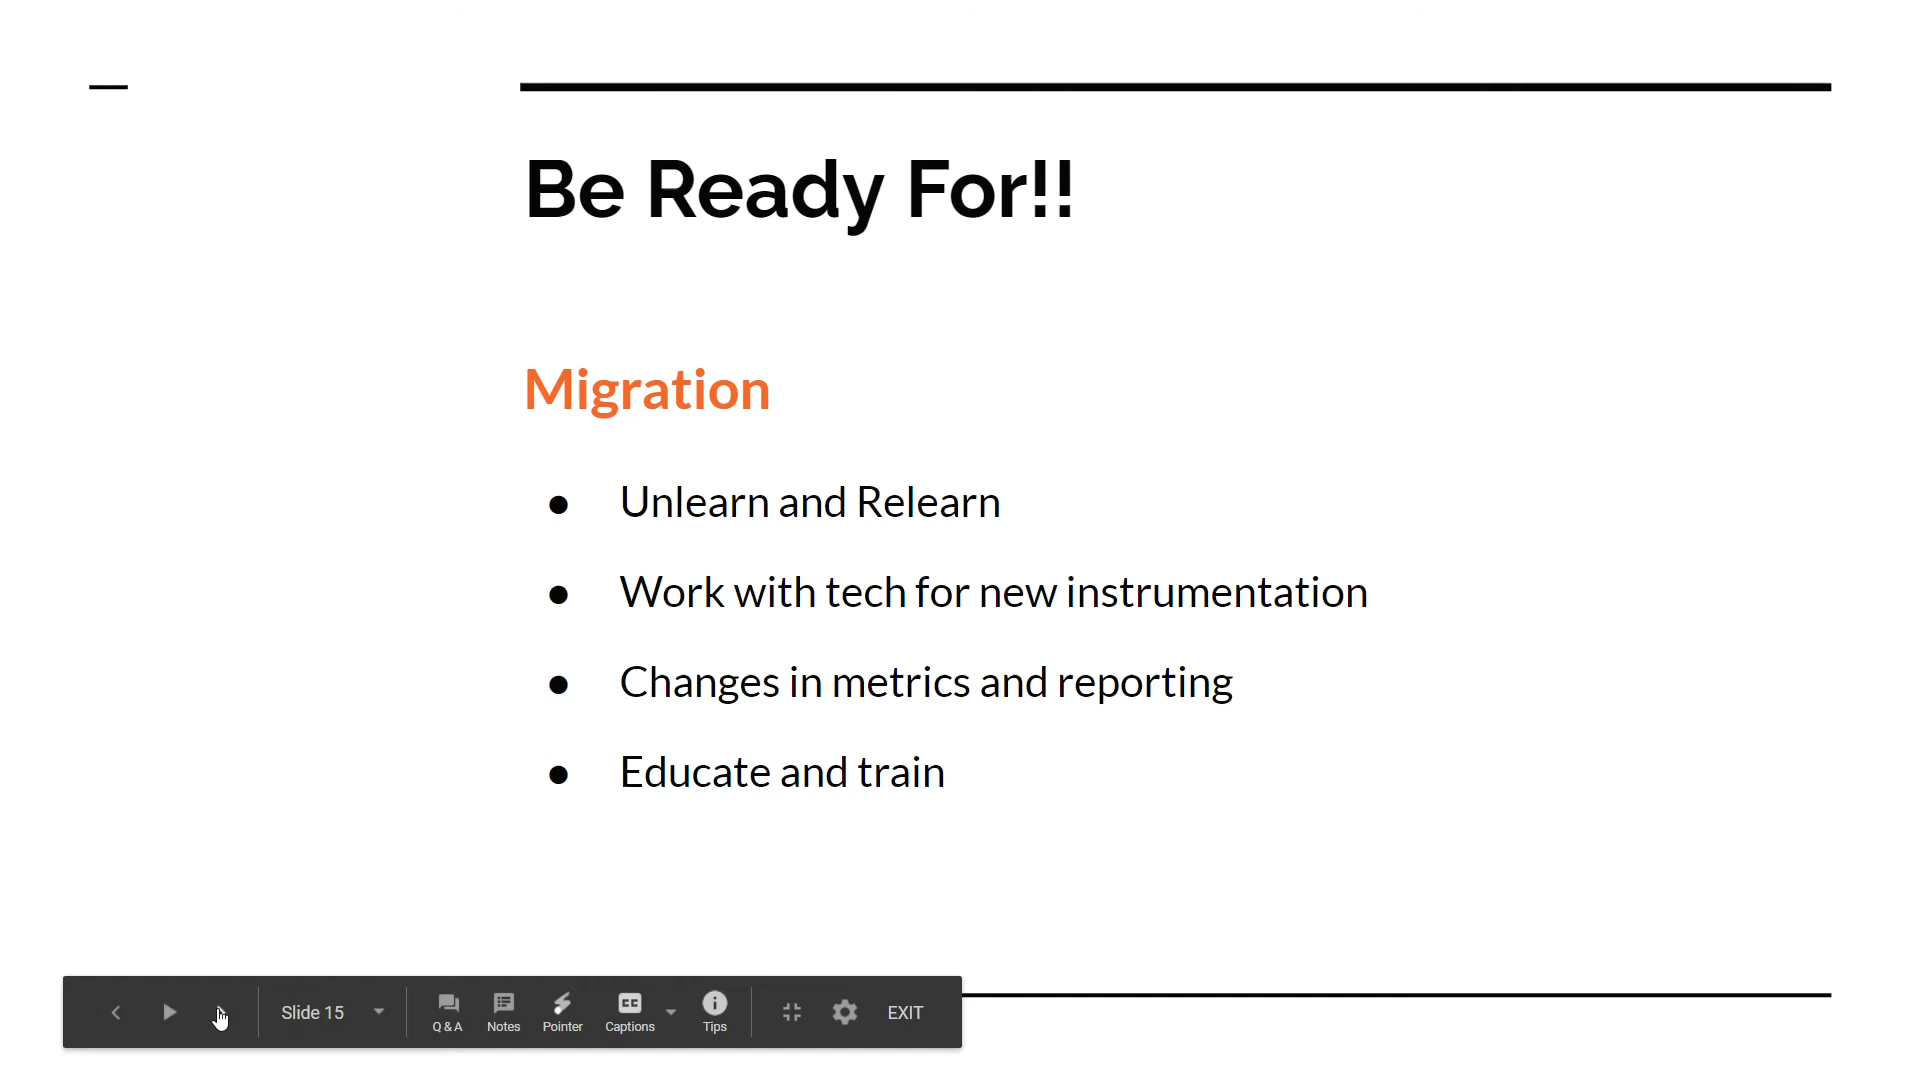 Be Ready For!!
Migration
● Unlearn and Relearn
● Work with tech for new instrumentation
● Changes in metrics and reporting
● Educate and train
Slide 15
Q & A
Notes
Pointer
Captions
Tips
EXIT